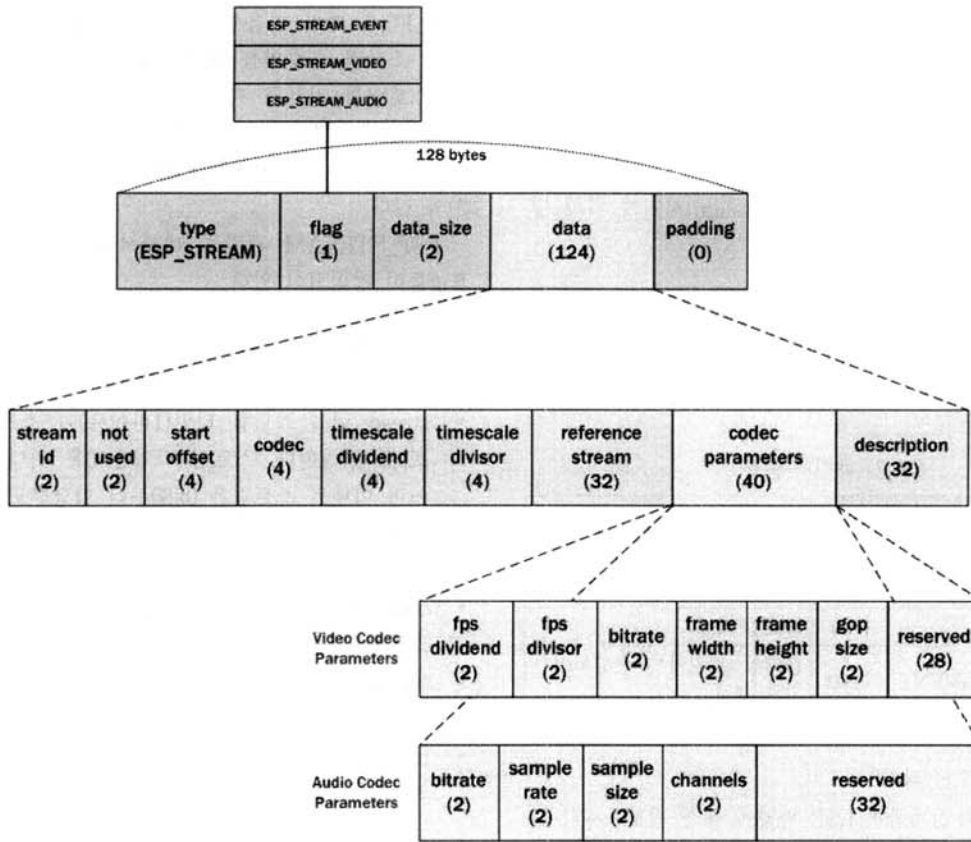 ESP_STREAM_EVENT
ESP_STREAM_VIDEO
ESP_STREAM_AUDIO
128 bytes
type
(ESP_STREAM)
flag
(1)
data_size
(2)
data
(124)
padding
(0)
stream
id
(2)
not
used
(2)
start
offset
(4)
codec
(4)
timescale
dividend
(4)
timescale
divisor
(4)
reference
stream
(32)
codec
parameters
(40)
description
(32)
Video Codec
Parameters
fps
dividend
(2)
fps
divisor
(2)
bitrate
(2)
frame
width
(2)
frame
height
(2)
gop
size
(2)
reserved
(28)
Audio Codec
Parameters
bitrate
(2)
sample
rate
(2)
sample
size
(2)
channels
(2)
reserved
(32)